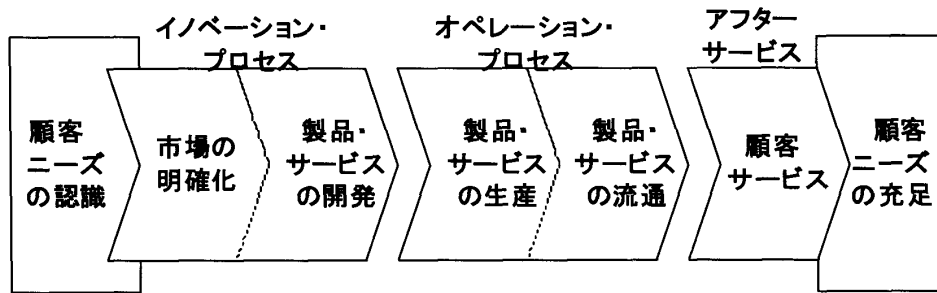 イノベーション・
プロセス
オペレーション・
プロセス
アフター
サービス
顧客
ニーズ
の認識
市場の
明確化
製品・
サービス
の開発
製品・
サービス
の生産
製品・
サービス
の流通
顧客
サービス
顧客
ニーズ
の充足